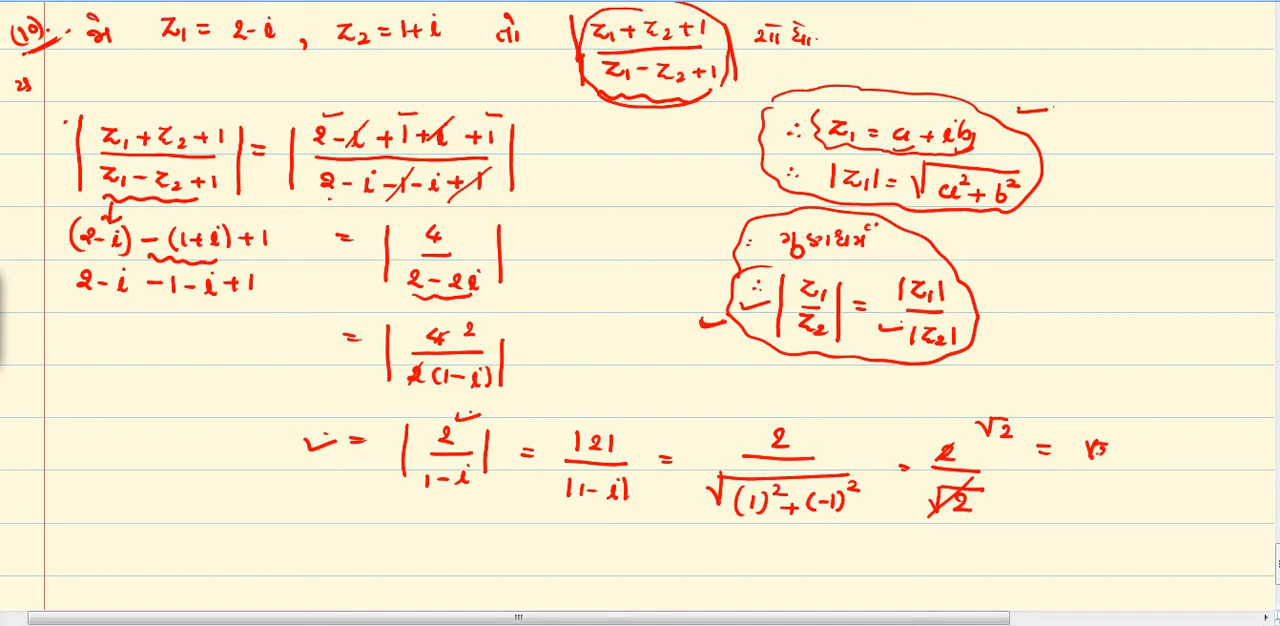 (10) જો z₁ = 2-i , z₂ = 1+i તો |(z₁+z₂+1)/(z₁-z₂+1)| શોધો.
|(z₁+z₂+1)/(z₁-z₂+1)| = |(2-i+1+i+1)/(2-i-1-i+1)|
∴ z₁ = a+ib
∴ |z₁| = √(a²+b²)
(2-i) - (1+i) + 1
2-i -1-i+1
= |4/(2-2i)|
∴ |z₁/z₂| = |z₁|/|z₂|
= |4 2/(2(1-i))|
= |2/(1-i)| = |2|/|1-i| = 2/√((1)²+(-1)²) = 2/√2 √2 =